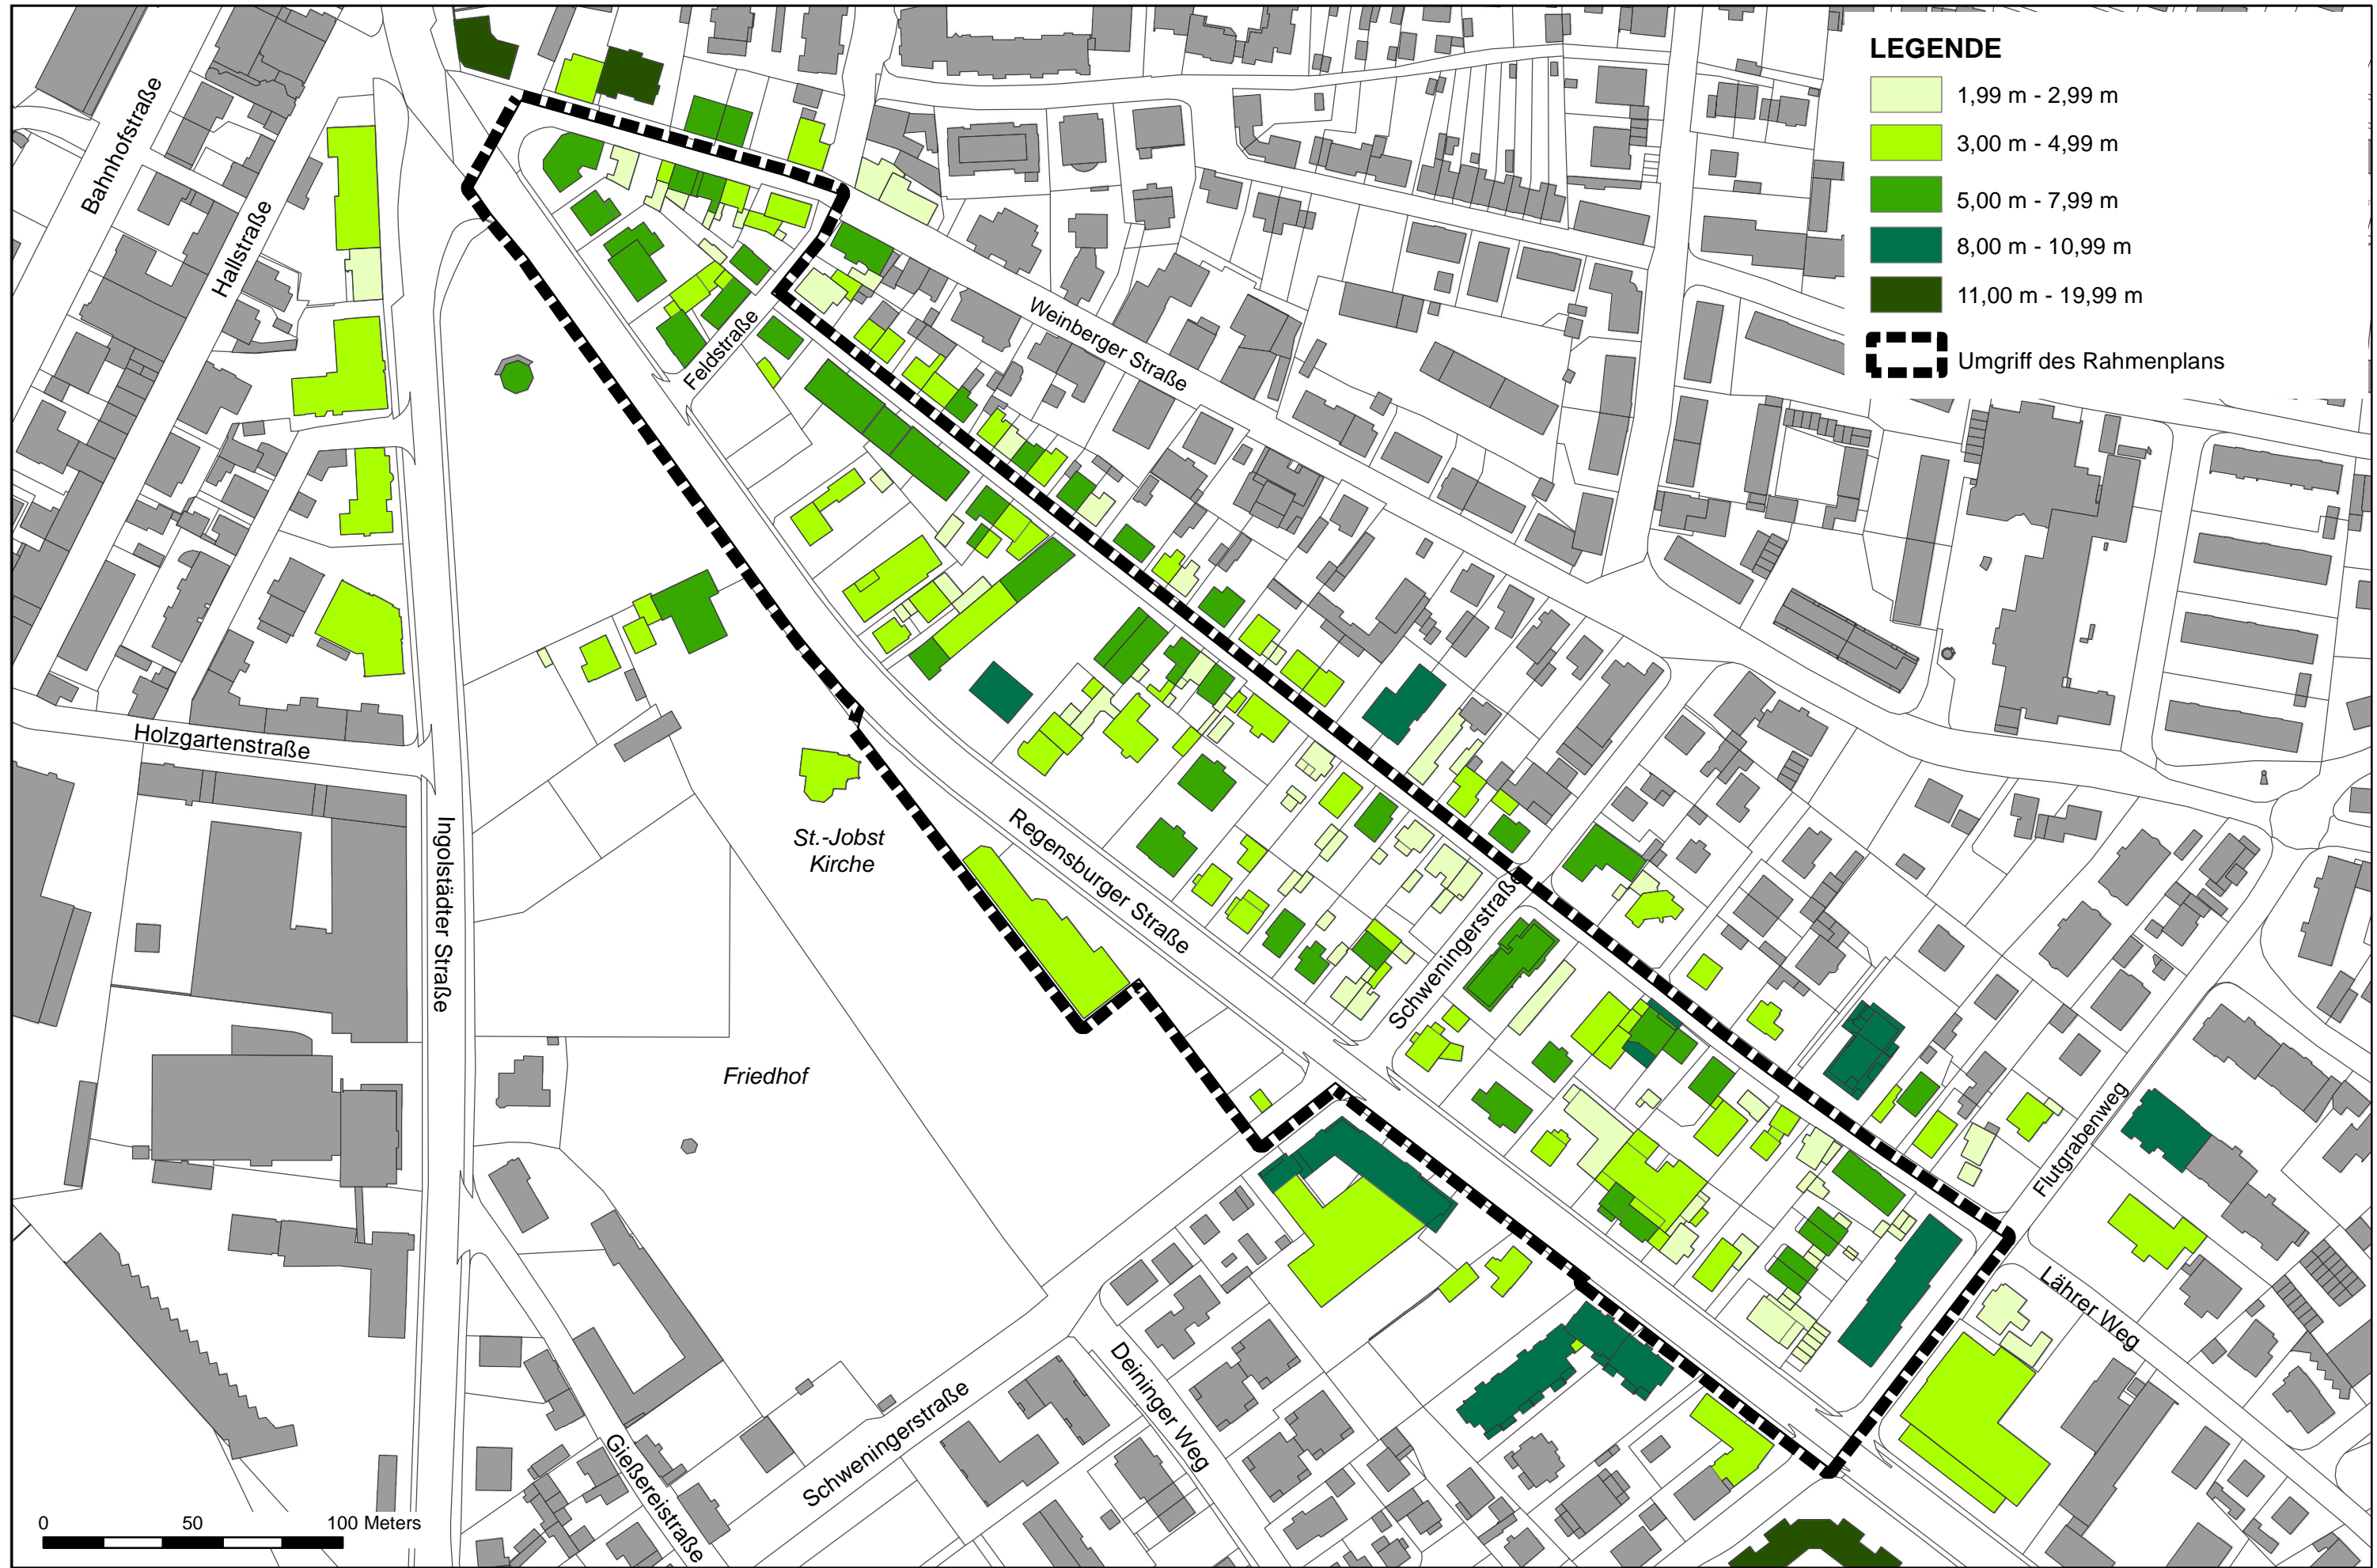 LEGENDE
1,99 m - 2,99 m
3,00 m - 4,99 m
5,00 m - 7,99 m
8,00 m - 10,99 m
11,00 m - 19,99 m
Umgriff des Rahmenplans
Bahnhofstraße
Hallstraße
Weinberger Straße
Feldstraße
Holzgartenstraße
Ingolstädter Straße
St.-Jobst
Kirche
Regensburger Straße
Schweningerstraße
Friedhof
Flutgrabenweg
Lährer Weg
Deininger Weg
Schweningerstraße
Gießereistraße
0 50 100 Meters